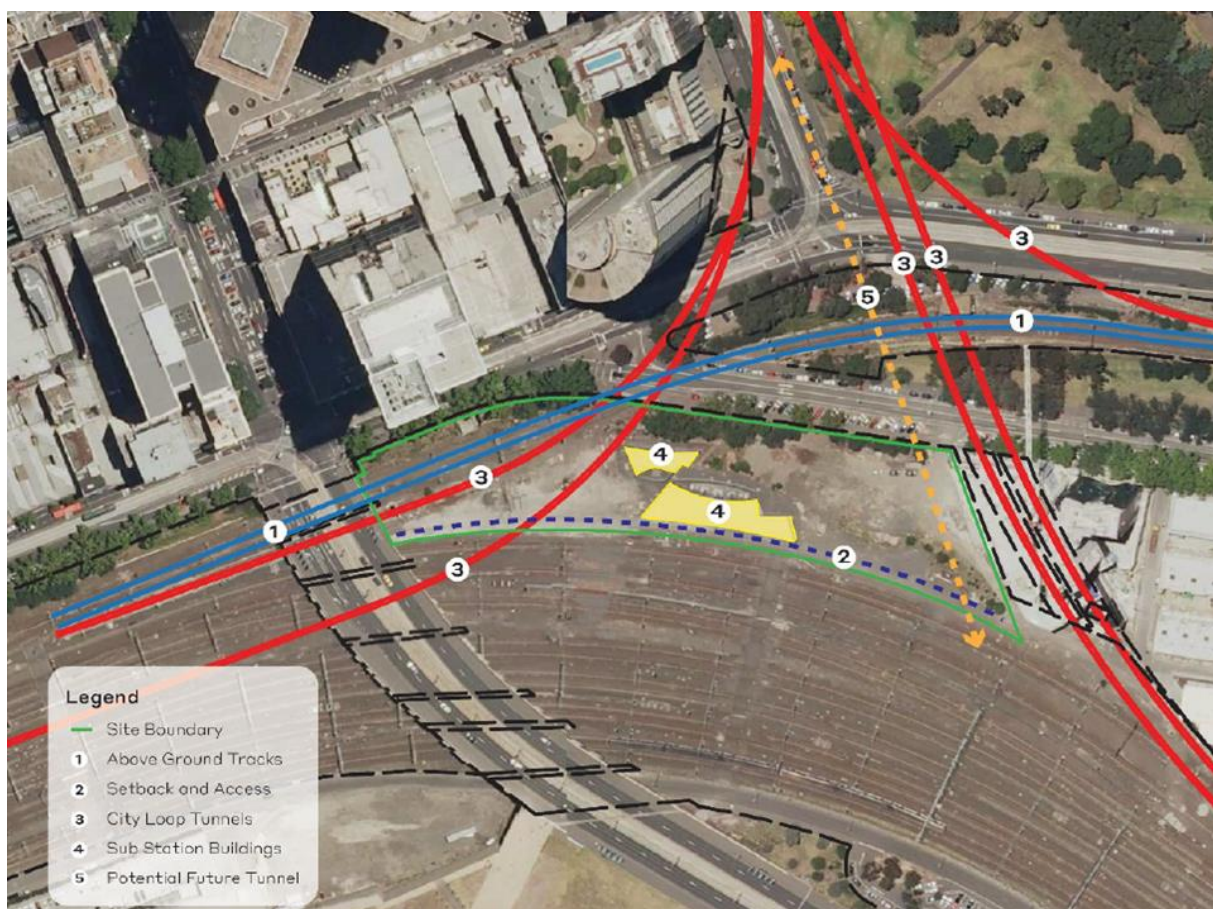 3
3
3
5
1
4
3
4
1
2
3
Legend
Site Boundary
1 Above Ground Tracks
2 Setback and Access
3 City Loop Tunnels
4 Sub Station Buildings
5 Potential Future Tunnel